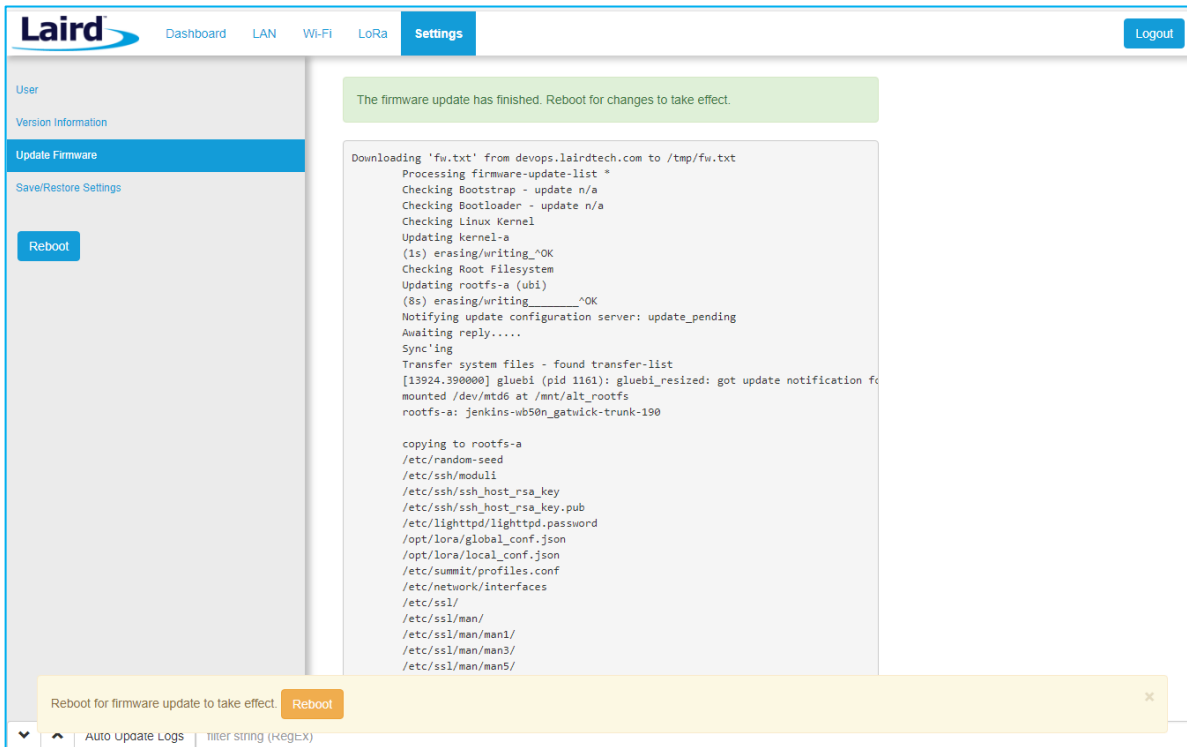 Laird
Dashboard LAN Wi-Fi LoRa Settings Logout
User
Version Information
Update Firmware
Save/Restore Settings
Reboot
The firmware update has finished. Reboot for changes to take effect.
Downloading 'fw.txt' from devops.lairdtech.com to /tmp/fw.txt
Processing firmware-update-list *
Checking Bootstrap - update n/a
Checking Bootloader - update n/a
Checking Linux Kernel
Updating kernel-a
(1s) erasing/writing_^OK
Checking Root Filesystem
Updating rootfs-a (ubi)
(8s) erasing/writing________^OK
Notifying update configuration server: update_pending
Awaiting reply.....
Sync'ing
Transfer system files - found transfer-list
[13924.390000] gluebi (pid 1161): gluebi_resized: got update notification fo
mounted /dev/mtd6 at /mnt/alt_rootfs
rootfs-a: jenkins-wb50n_gatwick-trunk-190
copying to rootfs-a
/etc/random-seed
/etc/ssh/moduli
/etc/ssh/ssh_host_rsa_key
/etc/ssh/ssh_host_rsa_key.pub
/etc/lighttpd/lighttpd.password
/opt/lora/global_conf.json
/opt/lora/local_conf.json
/etc/summit/profiles.conf
/etc/network/interfaces
/etc/ssl/
/etc/ssl/man/
/etc/ssl/man/man1/
/etc/ssl/man/man3/
/etc/ssl/man/man5/
Reboot for firmware update to take effect. Reboot ×
Auto Update Logs filter string (RegEx)